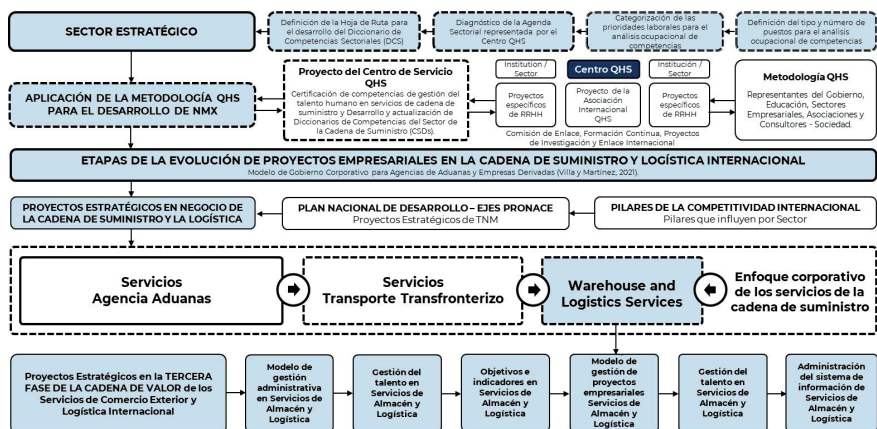 SECTOR ESTRATÉGICO
Definición de la Hoja de Ruta para
el desarrollo del Diccionario de
Competencias Sectoriales (DCS)
Diagnóstico de la Agenda
Sectorial representada por el
Centro QHS
Categorización de las
prioridades laborales para el
análisis ocupacional de
competencias
Definición del tipo y número de
puestos para el análisis
ocupacional de competencias
APLICACIÓN DE LA METODOLOGÍA QHS
PARA EL DESARROLLO DE NMX
Proyecto del Centro de Servicio
QHS
Certificación de competencias de gestión del
talento humano en servicios de cadena de
suministro y Desarrollo y actualización de
Diccionarios de Competencias del Sector de
la Cadena de Suministro (CSDs).
Institution /
Sector
Centro QHS
Institución /
Sector
Proyectos
específicos
de RRHH
Proyecto de la
Asociación
Internacional
QHS
Proyectos
específicos
de RRHH
Comisión de Enlace, Formación Continua, Proyectos
de Investigación y Enlace Internacional
Metodología QHS
Representantes del Gobierno,
Educación, Sectores
Empresariales, Asociaciones y
Consultores - Sociedad.
ETAPAS DE LA EVOLUCIÓN DE PROYECTOS EMPRESARIALES EN LA CADENA DE SUMINISTRO Y LOGÍSTICA INTERNACIONAL
Modelo de Gobierno Corporativo para Agencias de Aduanas y Empresas Derivadas (Villa y Martínez, 2021).
PROYECTOS ESTRATÉGICOS EN NEGOCIO DE
LA CADENA DE SUMINISTRO Y LA LOGÍSTICA
PLAN NACIONAL DE DESARROLLO – EJES PRONACE
Proyectos Estratégicos de TNM
PILARES DE LA COMPETITIVIDAD INTERNACIONAL
Pilares que influyen por Sector
Servicios
Agencia Aduanas
Servicios
Transporte Transfronterizo
Warehouse and
Logistics Services
Enfoque corporativo
de los servicios de la
cadena de suministro
Proyectos Estratégicos en la TERCERA
FASE DE LA CADENA DE VALOR de los
Servicios de Comercio Exterior y
Logística Internacional
Modelo de
gestión
administrativa
en Servicios de
Almacén y
Logística
Gestión del
talento en
Servicios de
Almacén y
Logística
Objetivos e
indicadores en
Servicios de
Almacén y
Logística
Modelo de
gestión de
proyectos
empresariales
Servicios de
Almacén y
Logística
Gestión del
talento en
Servicios de
Almacén y
Logística
Administración
del sistema de
información de
Servicios de
Almacén y
Logística